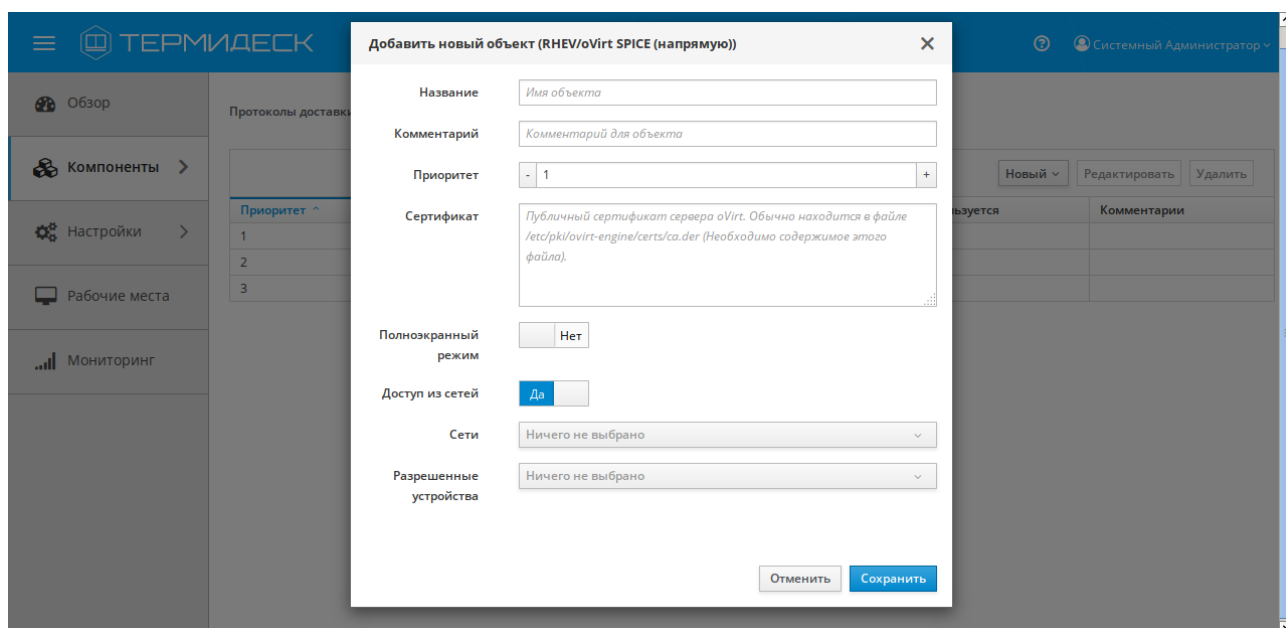 ТЕРМИДЕСК
Системный Администратор
Обзор
Компоненты
Настройки
Рабочие места
Мониторинг
Протоколы доставки
Новый
Редактировать
Удалить
Приоритет
Комментарии
1
2
3
Добавить новый объект (RHEV/oVirt SPICE (напрямую))
Название
Имя объекта
Комментарий
Комментарий для объекта
Приоритет
- 1 +
Сертификат
Публичный сертификат сервера oVirt. Обычно находится в файле
/etc/pki/ovirt-engine/certs/ca.der (Необходимо содержимое этого
файла).
Полноэкранный
режим
Нет
Доступ из сетей
Да
Сети
Ничего не выбрано
Разрешенные
устройства
Ничего не выбрано
Отменить
Сохранить